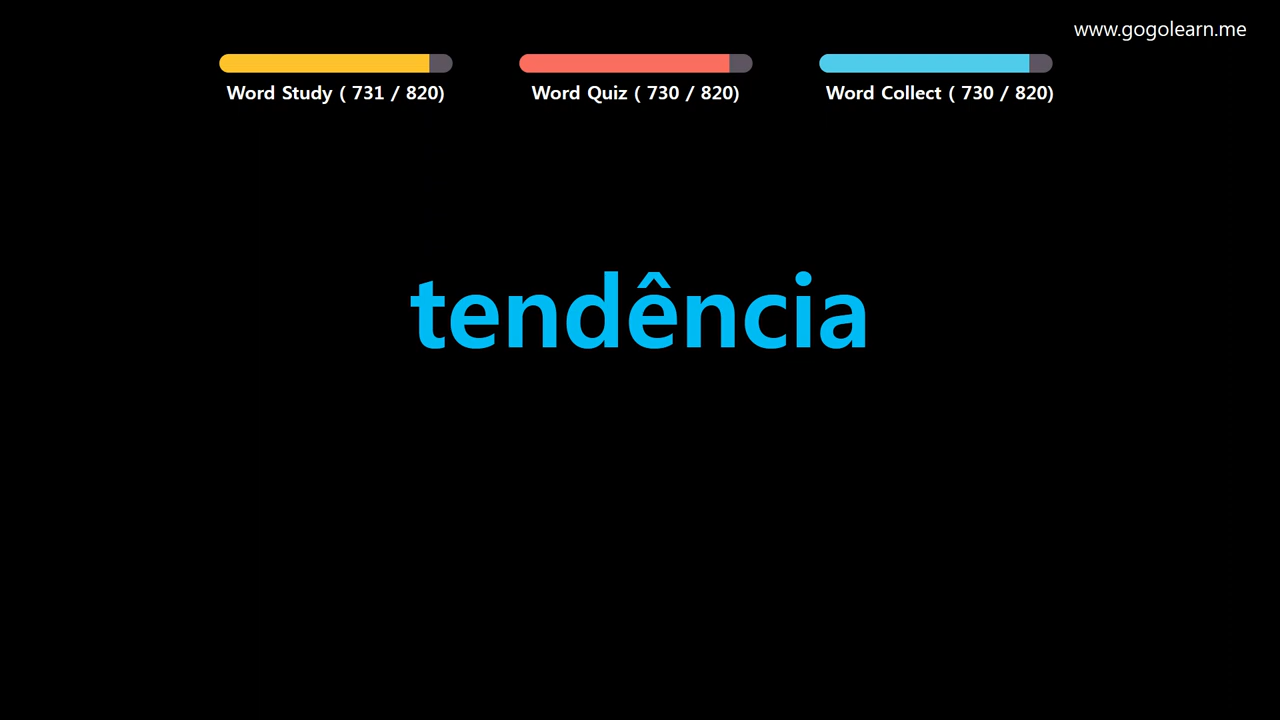 www.gogolearn.me
Word Study ( 731 / 820)
Word Quiz ( 730 / 820)
Word Collect ( 730 / 820)
tendência